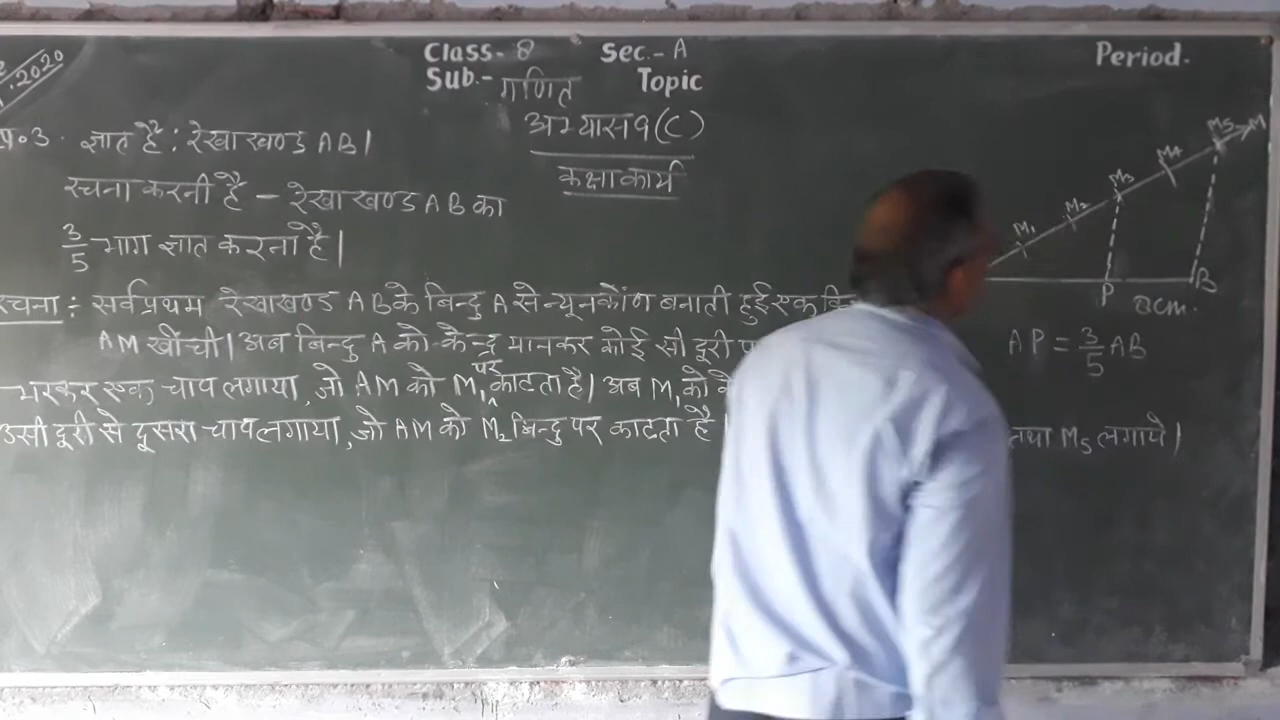 Class- 8 Sec.- A Period.
Sub.- गणित Topic
.2020
अभ्यास 9 (C)
कक्षाकार्य
प्र०3. ज्ञात है: रेखाखण्ड AB।
रचना करनी है – रेखाखण्ड AB का
3/5 भाग ज्ञात करना है।
रचना: सर्वप्रथम रेखाखण्ड AB के बिन्दु A से न्यूनकोंण बनाती हुई एक
AM खींची। अब बिन्दु A को केन्द्र मानकर कोई सी दूरी
भरकर एक चाप लगाया, जो AM को M₁ पर काटता है। अब M₁ को
उसी दूरी से दूसरा चाप लगाया, जो AM को M₂ बिन्दु पर काटता है
तथा M₅ लगाये।
M₁ M₂ M₃ M₄ M₅ M
P 8cm. B
AP = 3/5 AB